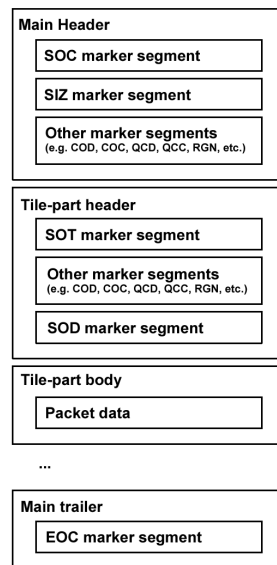 Main Header
SOC marker segment
SIZ marker segment
Other marker segments
(e.g. COD, COC, QCD, QCC, RGN, etc.)
Tile-part header
SOT marker segment
Other marker segments
(e.g. COD, COC, QCD, QCC, RGN, etc.)
SOD marker segment
Tile-part body
Packet data
...
Main trailer
EOC marker segment